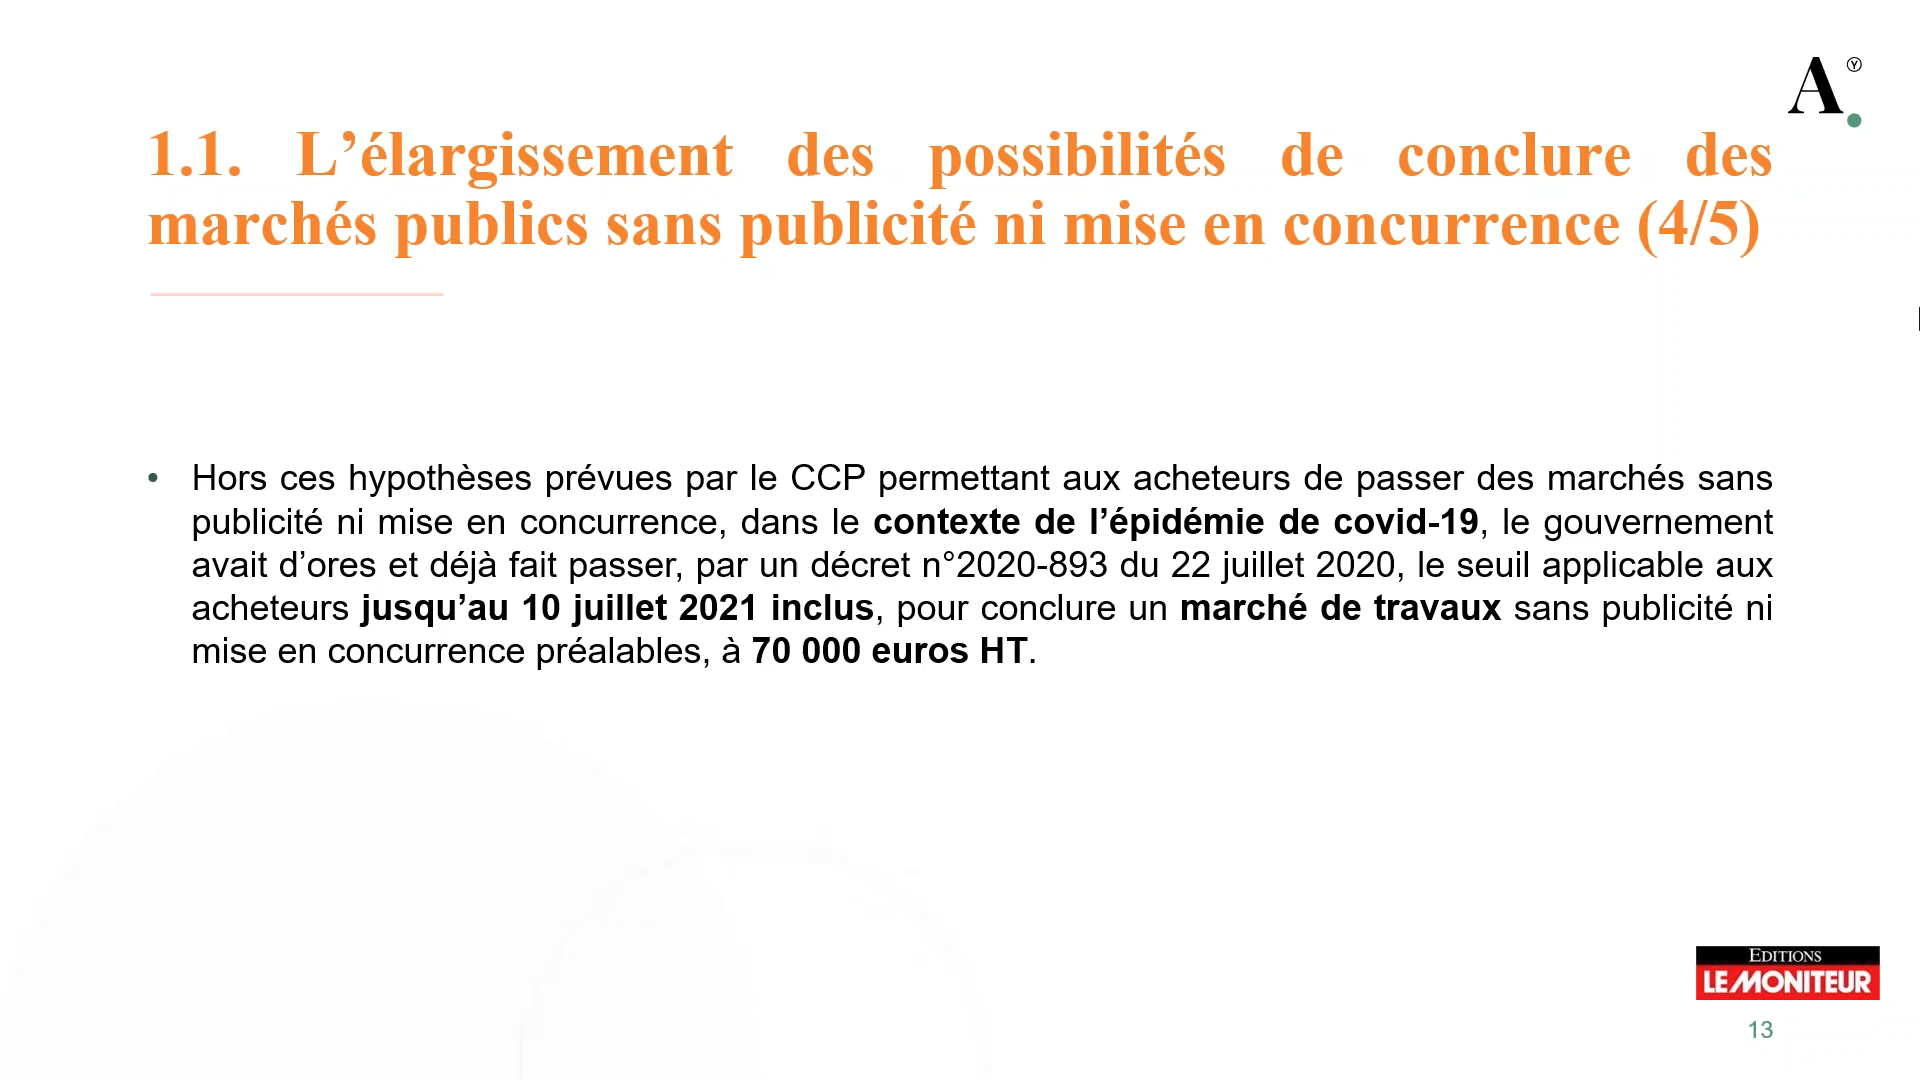 A
1.1. L’élargissement des possibilités de conclure des
marchés publics sans publicité ni mise en concurrence (4/5)
• Hors ces hypothèses prévues par le CCP permettant aux acheteurs de passer des marchés sans
publicité ni mise en concurrence, dans le contexte de l’épidémie de covid-19, le gouvernement
avait d’ores et déjà fait passer, par un décret n°2020-893 du 22 juillet 2020, le seuil applicable aux
acheteurs jusqu’au 10 juillet 2021 inclus, pour conclure un marché de travaux sans publicité ni
mise en concurrence préalables, à 70 000 euros HT.
EDITIONS
LE MONITEUR
13